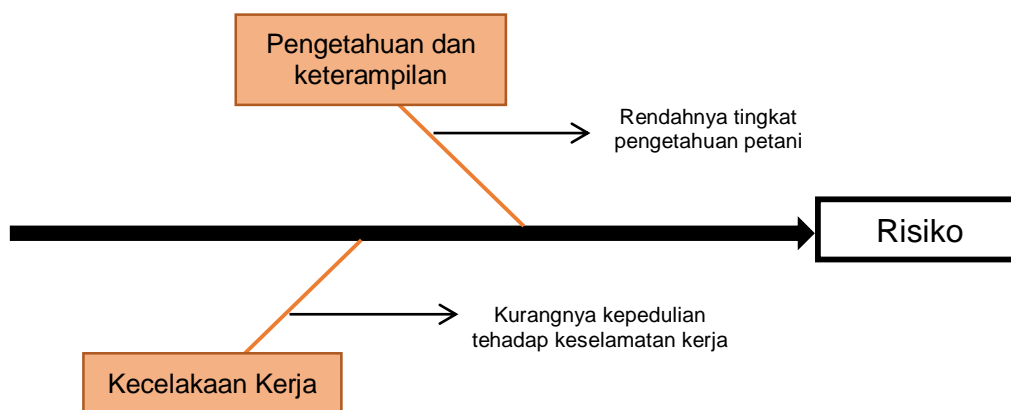 Pengetahuan dan
keterampilan
Rendahnya tingkat
pengetahuan petani
Risiko
Kurangnya kepedulian
tehadap keselamatan kerja
Kecelakaan Kerja